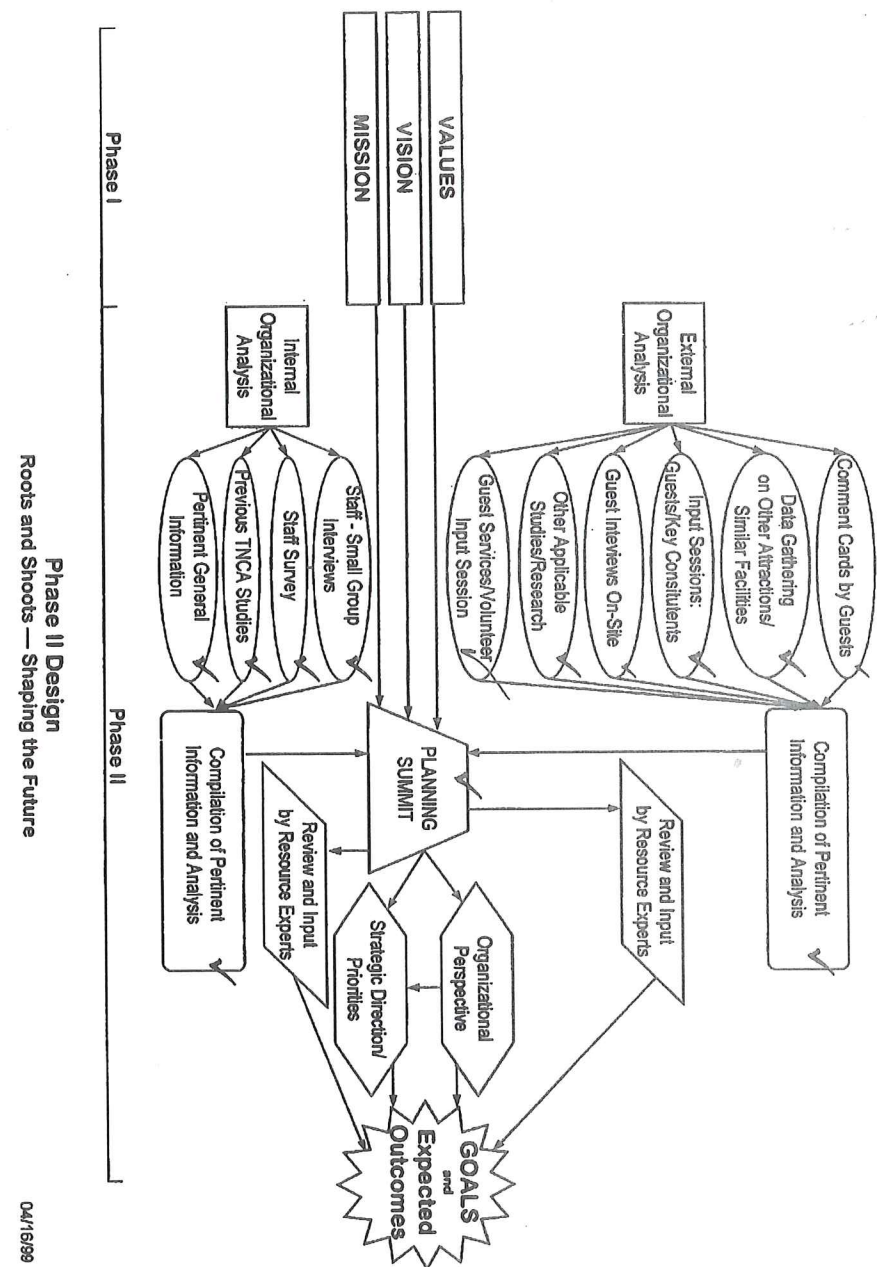 External
Organizational
Analysis
Comment Cards by Guests
Data Gathering
on Other Attractions/
Similar Facilities
Input Sessions:
Guests/Key Consitutents
Guest Inteviews On-Site
Other Applicable
Studies/Research
Guest Services/Volunteer
Input Session
Compilation of Pertinent
Information and Analysis
Review and Input
by Resource Experts
VALUES
VISION
MISSION
PLANNING
SUMMIT
Organizational
Perspective
Strategic Direction/
Priorities
GOALS
and
Expected
Outcomes
Internal
Organizational
Analysis
Staff - Small Group
Interviews
Staff Survey
Previous TNCA Studies
Pertinent General
Information
Compilation of Pertinent
Information and Analysis
Review and Input
by Resource Experts
Phase I
Phase II
Phase II Design
Roots and Shoots — Shaping the Future
04/16/99